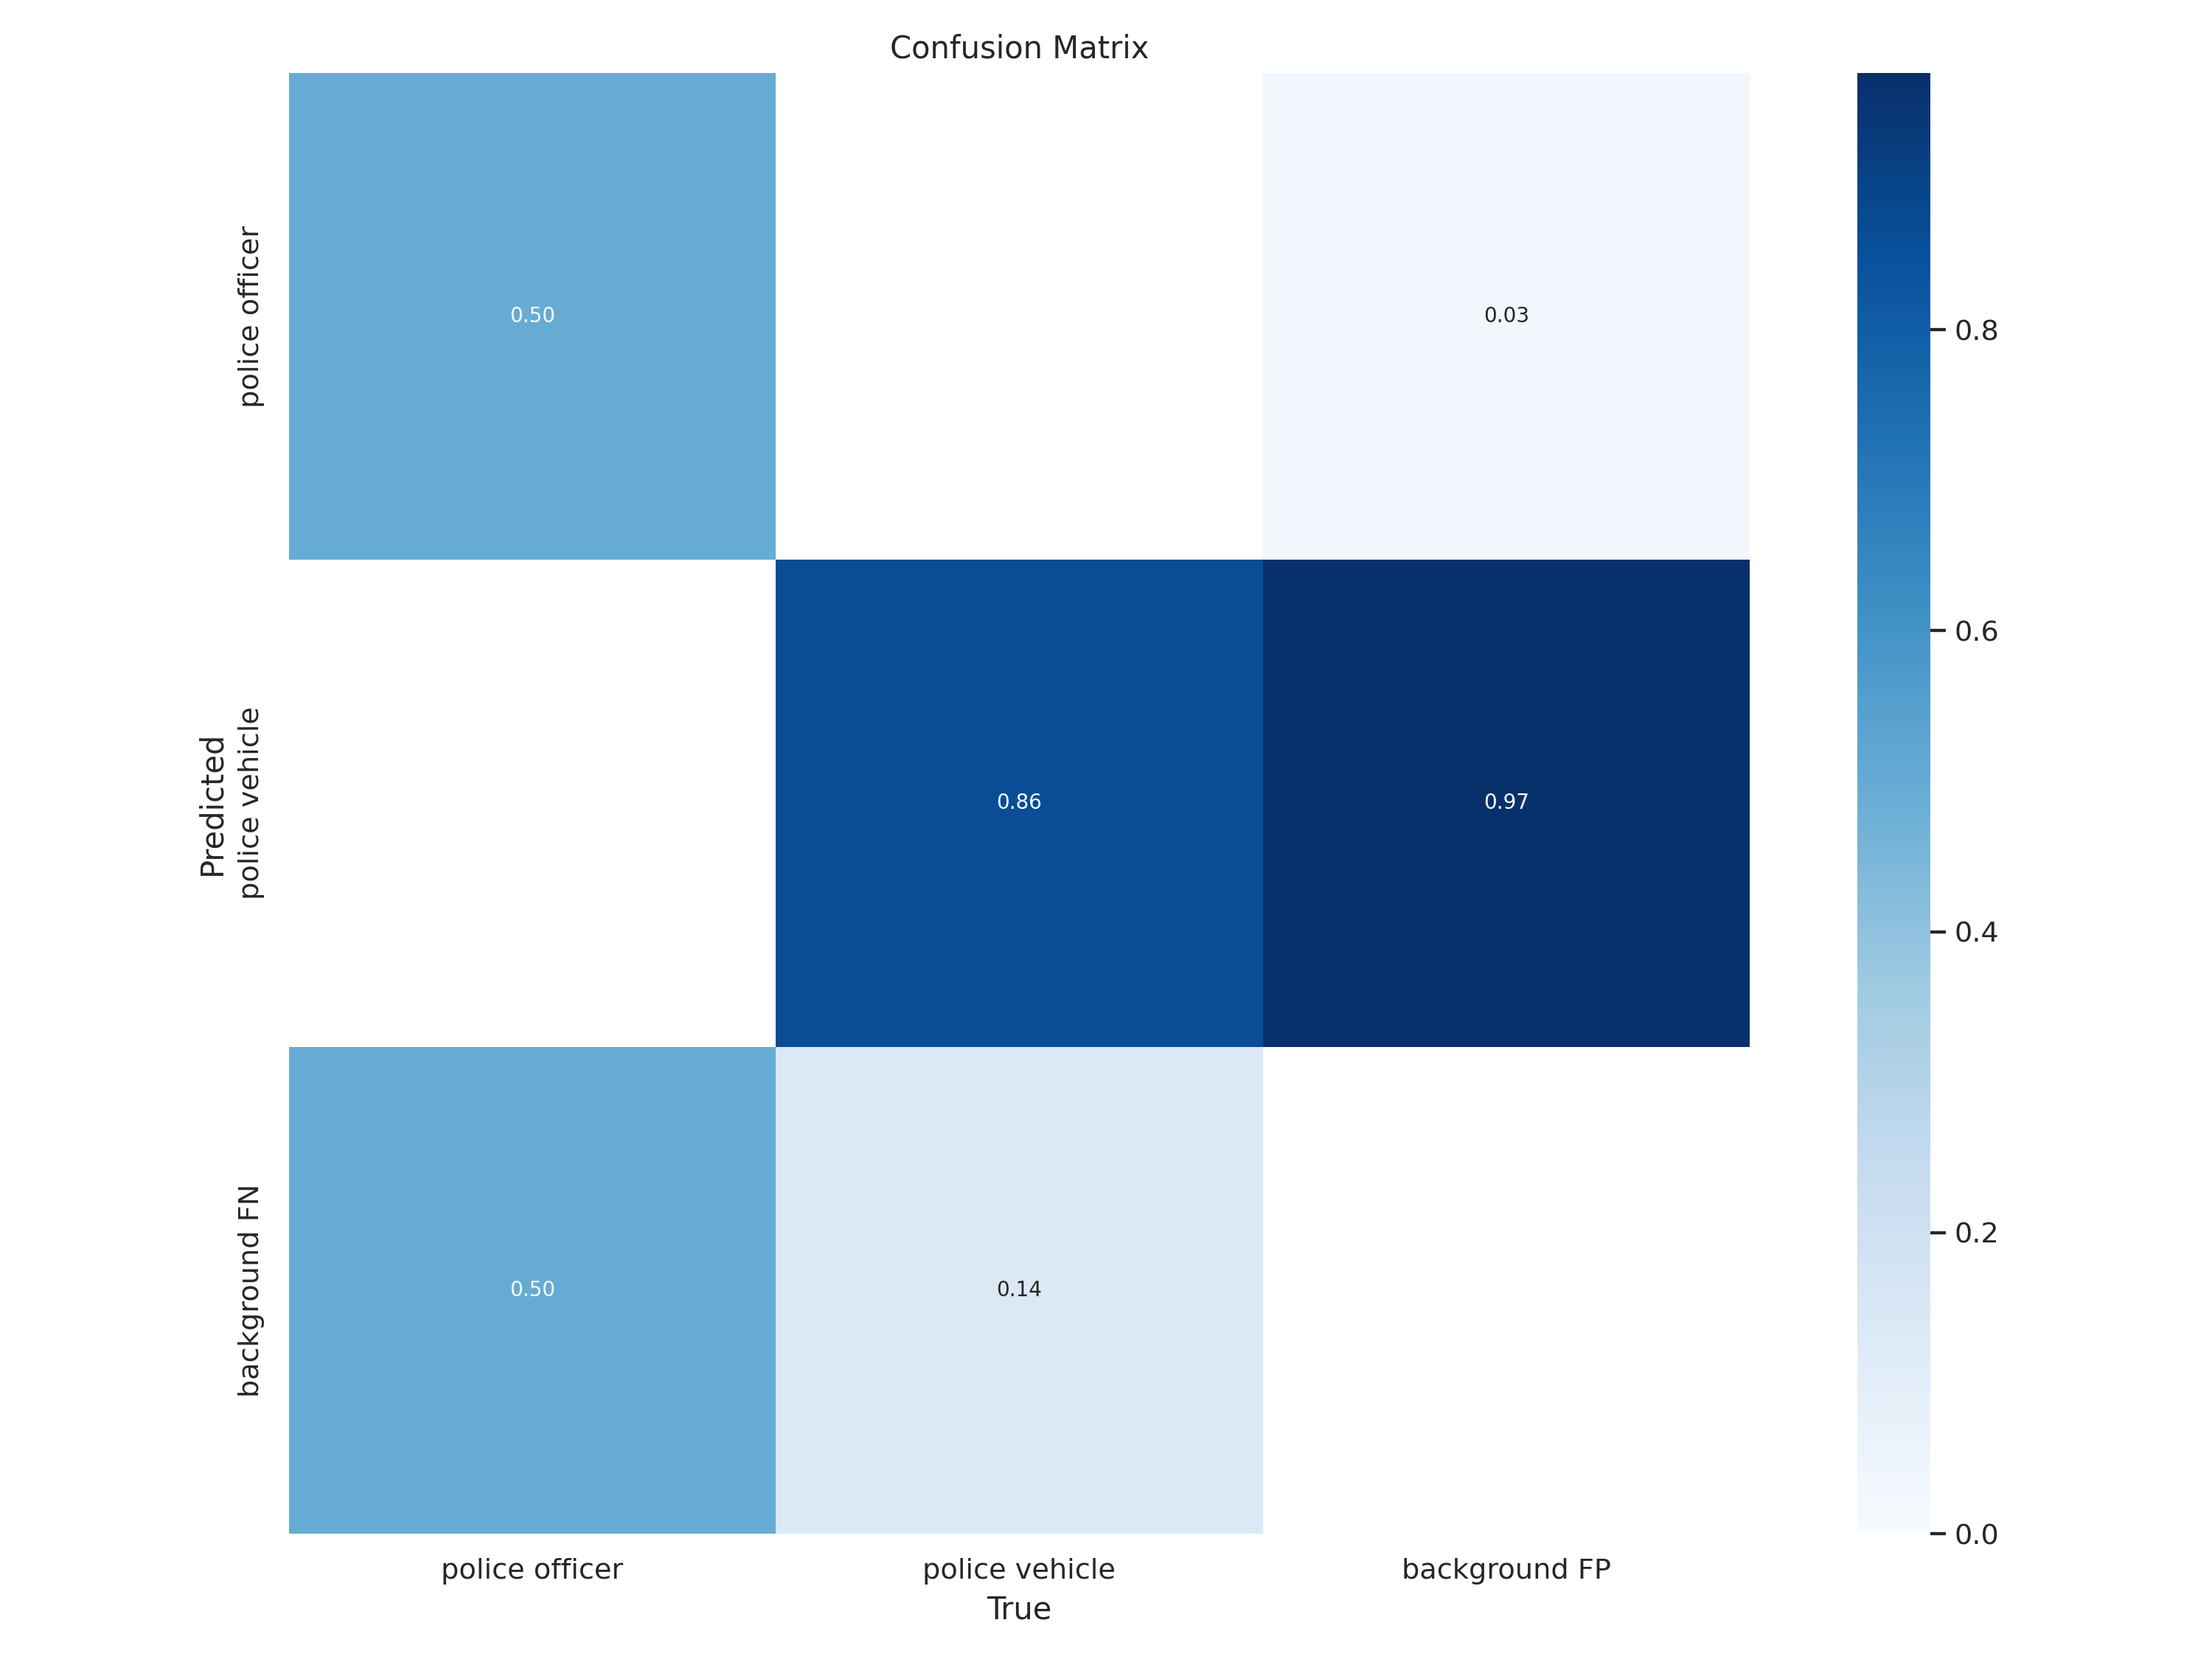 Confusion Matrix
police officer
0.50
0.03
0.8
0.6
Predicted
police vehicle
0.86
0.97
0.4
background FN
0.50
0.14
0.2
0.0
police officer
police vehicle
background FP
True